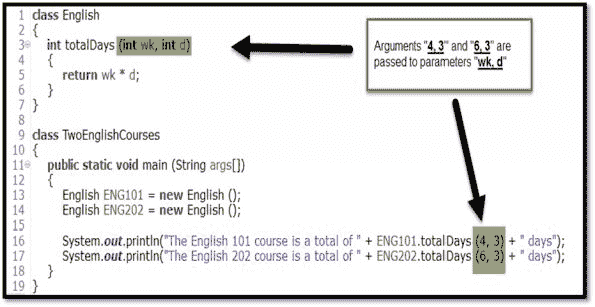 1 class English
2 {
3 int totalDays (int wk, int d)
4 {
5 return wk * d;
6 }
7 }
8
9 class TwoEnglishCourses
10 {
11 public static void main (String args[])
12 {
13 English ENG101 = new English ();
14 English ENG202 = new English ();
15
16 System.out.println("The English 101 course is a total of " + ENG101.totalDays (4, 3) + " days");
17 System.out.println("The English 202 course is a total of " + ENG202.totalDays (6, 3) + " days");
18 }
19 }
Arguments "4, 3" and "6, 3" are
passed to parameters "wk, d"